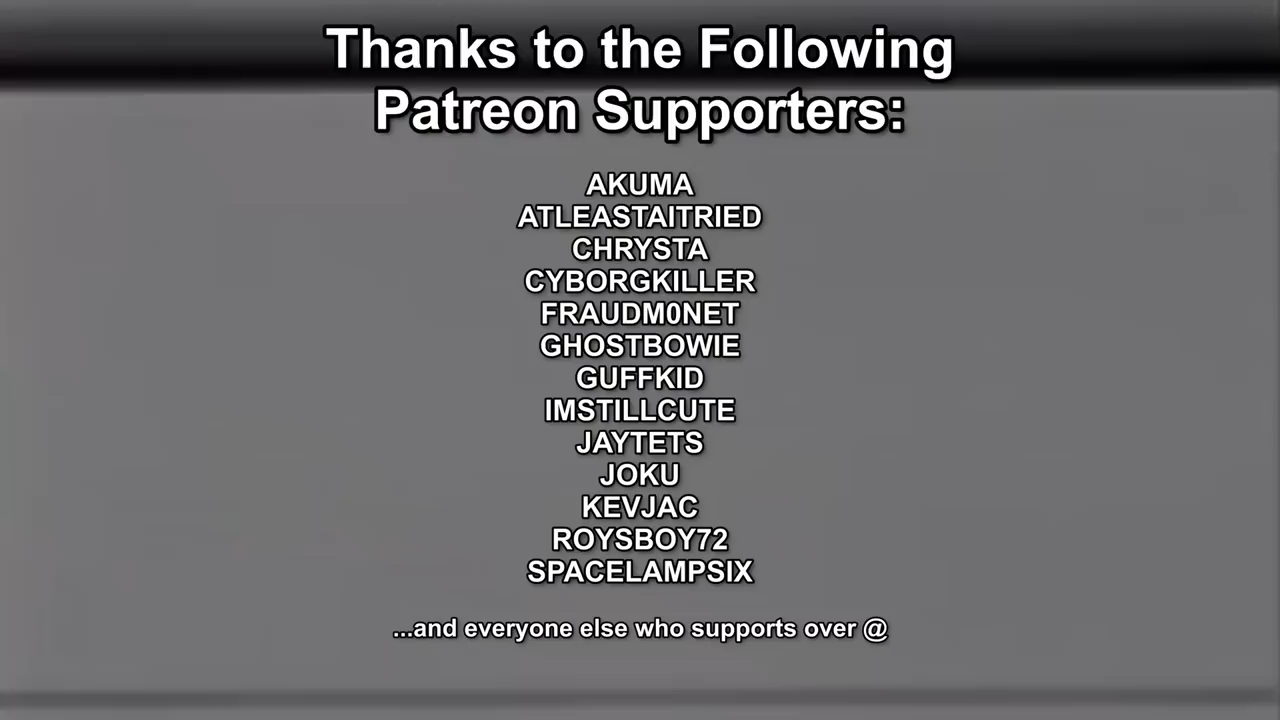 Thanks to the Following
Patreon Supporters:
AKUMA
ATLEASTAITRIED
CHRYSTA
CYBORGKILLER
FRAUDM0NET
GHOSTBOWIE
GUFFKID
IMSTILLCUTE
JAYTETS
JOKU
KEVJAC
ROYSBOY72
SPACELAMPSIX
...and everyone else who supports over @